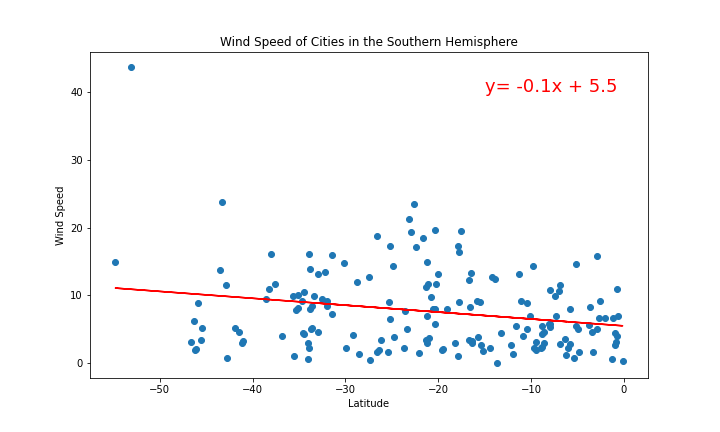 Wind Speed of Cities in the Southern Hemisphere
y= -0.1x + 5.5
40
30
20
10
0
Wind Speed
−50
−40
−30
−20
−10
0
Latitude